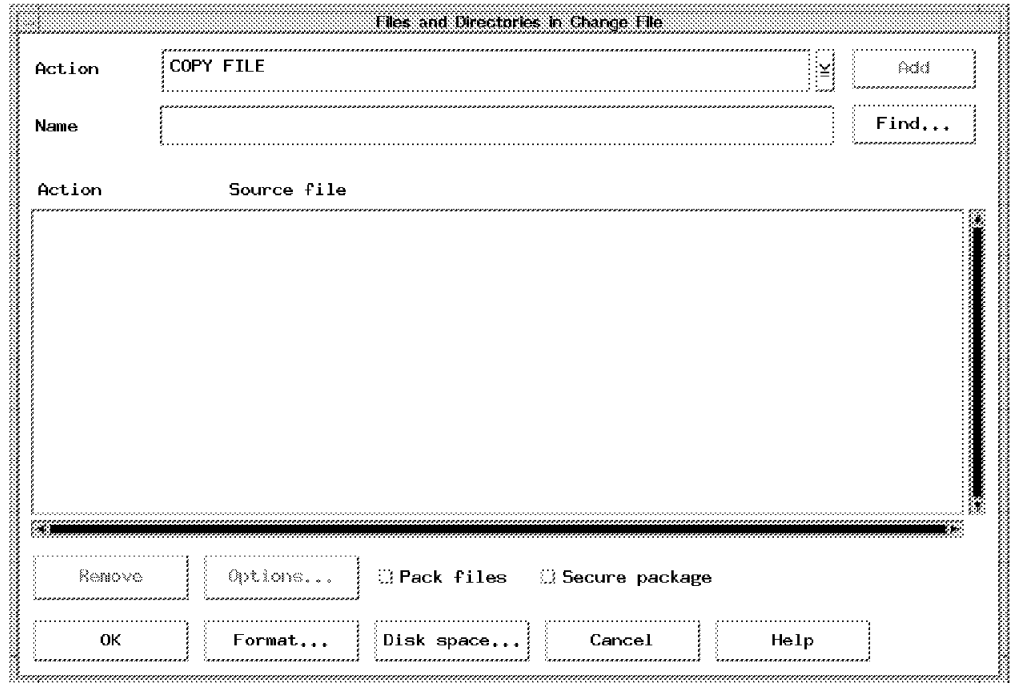 Files and Directories in Change File
Action COPY FILE Add
Name Find...
Action Source file
Remove Options... Pack files Secure package
OK Format... Disk space... Cancel Help